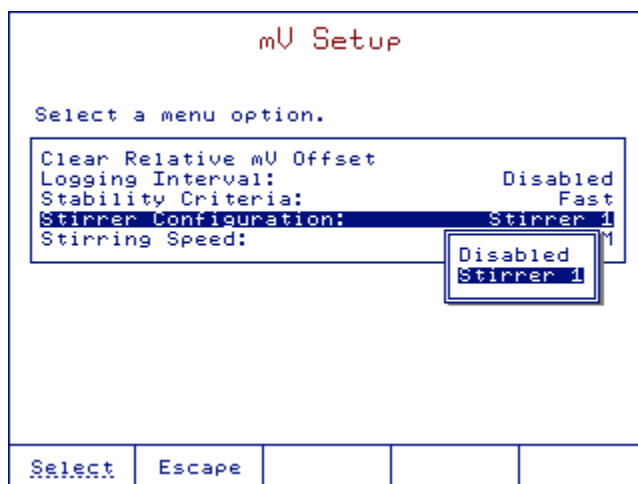 mV Setup
Select a menu option.
Clear Relative mV Offset
Logging Interval: Disabled
Stability Criteria: Fast
Stirrer Configuration: Stirrer 1
Stirring Speed: M
Disabled
Stirrer 1
Select Escape